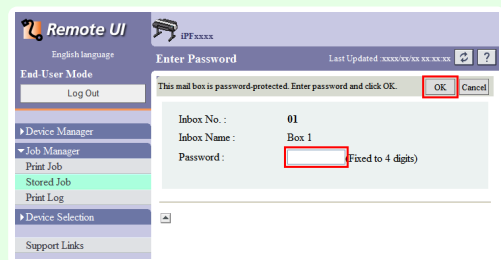 Remote UI
iPFxxxx
English language
Enter Password
Last Updated :xxxx/xx/xx xx:xx:xx
?
End-User Mode
Log Out
This mail box is password-protected. Enter password and click OK.
OK
Cancel
Inbox No. :
01
Inbox Name :
Box 1
Password :
(Fixed to 4 digits)
Device Manager
Job Manager
Print Job
Stored Job
Print Log
Device Selection
Support Links